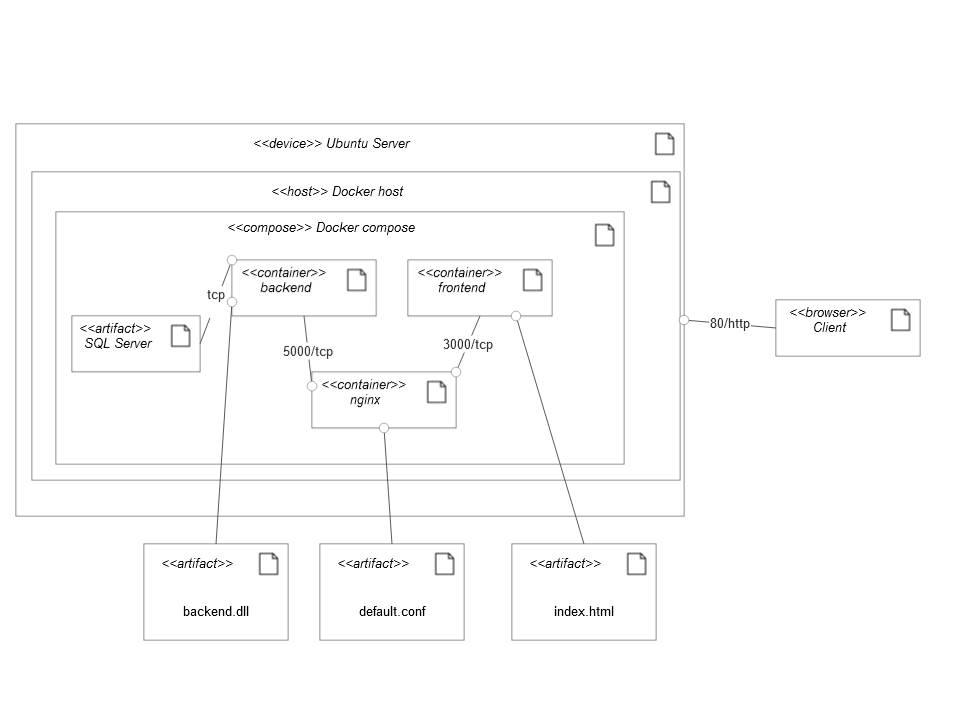 <<device>> Ubuntu Server
<<host>> Docker host
<<compose>> Docker compose
<<container>>
backend
<<container>>
frontend
tcp
<<artifact>>
SQL Server
5000/tcp
3000/tcp
<<container>>
nginx
80/http
<<browser>>
Client
<<artifact>>
backend.dll
<<artifact>>
default.conf
<<artifact>>
index.html